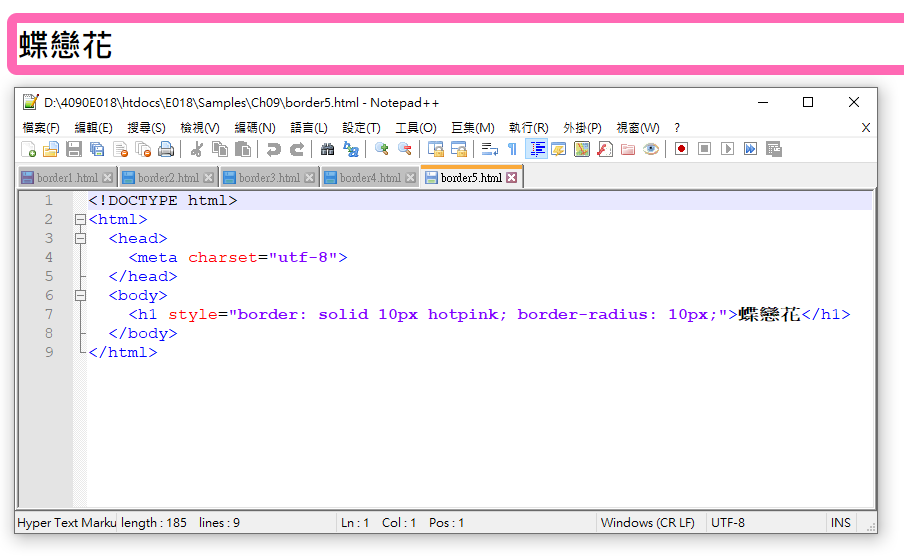 蝶戀花
D:\4090E018\htdocs\E018\Samples\Ch09\border5.html - Notepad++
檔案(F) 編輯(E) 搜尋(S) 檢視(V) 編碼(N) 語言(L) 設定(T) 工具(O) 巨集(M) 執行(R) 外掛(P) 視窗(W) ? X
border1.html border2.html border3.html border4.html border5.html
1 <!DOCTYPE html>
2 <html>
3 <head>
4 <meta charset="utf-8">
5 </head>
6 <body>
7 <h1 style="border: solid 10px hotpink; border-radius: 10px;">蝶戀花</h1>
8 </body>
9 </html>
Hyper Text Marku length : 185 lines : 9 Ln : 1 Col : 1 Pos : 1 Windows (CR LF) UTF-8 INS